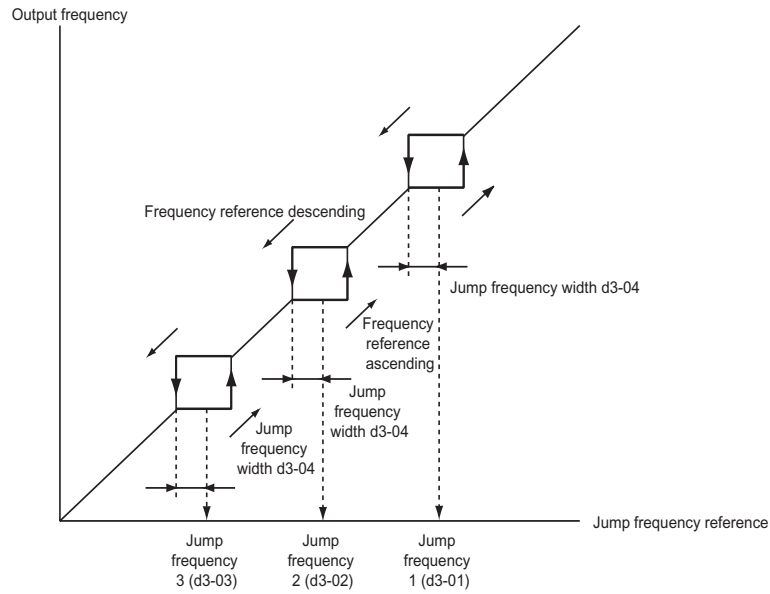 Output frequency
Frequency reference descending
Jump frequency width d3-04
Frequency
reference
ascending
Jump
frequency
width d3-04
Jump
frequency
width d3-04
Jump frequency reference
Jump
frequency
3 (d3-03)
Jump
frequency
2 (d3-02)
Jump
frequency
1 (d3-01)